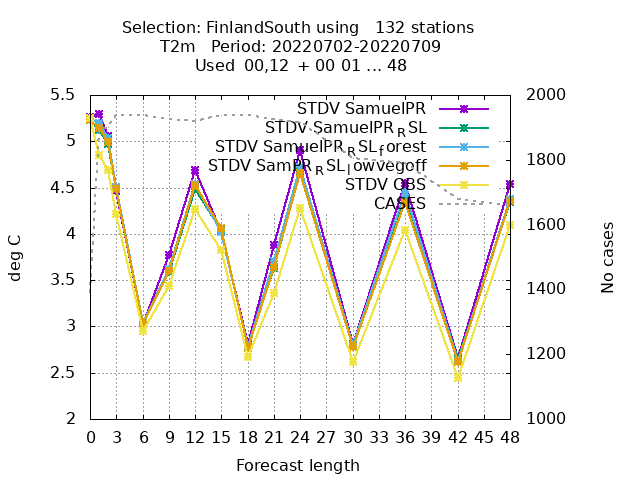 Selection: FinlandSouth using   132 stations
T2m   Period: 20220702-20220709
Used  00,12  + 00 01 ... 48
5.5
5
4.5
4
3.5
3
2.5
2
deg C
2000
1800
1600
1400
1200
1000
No cases
STDV SamuelPR
STDV SamuelPR_RSL
STDV SamuelPR_RSL_forest
STDV SamPR_RSL_lowvegoff
STDV OBS
CASES
0 3 6 9 12 15 18 21 24 27 30 33 36 39 42 45 48
Forecast length